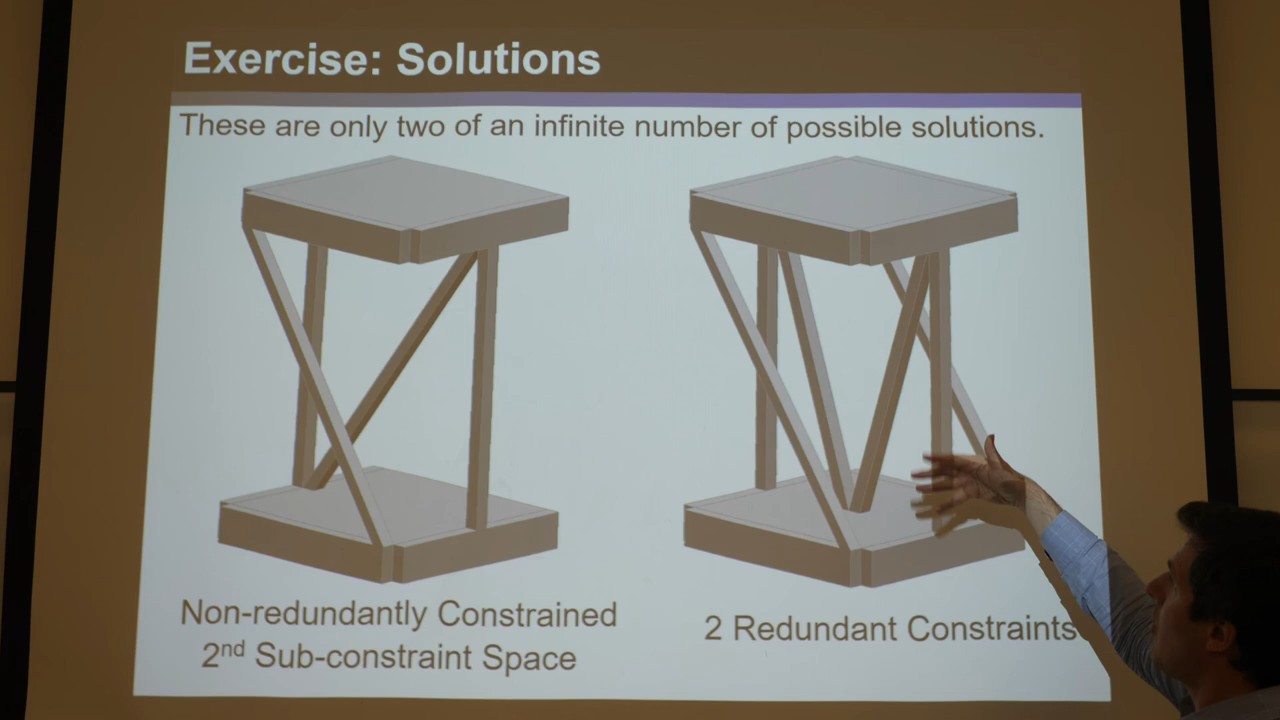 Exercise: Solutions
These are only two of an infinite number of possible solutions.
Non-redundantly Constrained
2nd Sub-constraint Space
2 Redundant Constraints